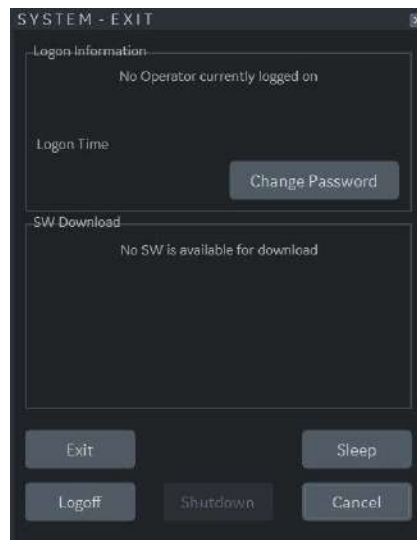 SYSTEM - EXIT
Logon Information
No Operator currently logged on
Logon Time
Change Password
SW Download
No SW is available for download
Exit
Sleep
Logoff
Shutdown
Cancel